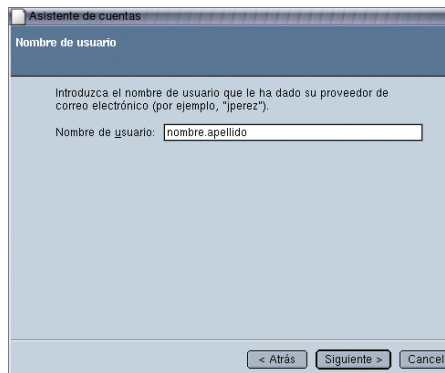 Asistente de cuentas
Nombre de usuario
Introduzca el nombre de usuario que le ha dado su proveedor de
correo electrónico (por ejemplo, "jperez").
Nombre de usuario: nombre.apellido
< Atrás Siguiente > Cancel